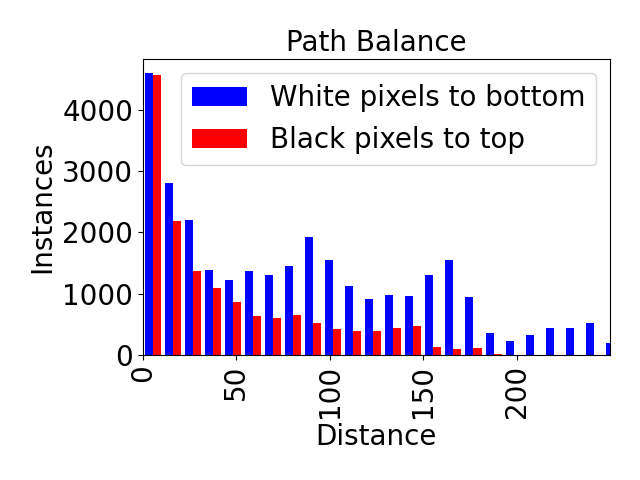 Path Balance
White pixels to bottom
Black pixels to top
Instances
4000
3000
2000
1000
0
0
50
100
150
200
Distance